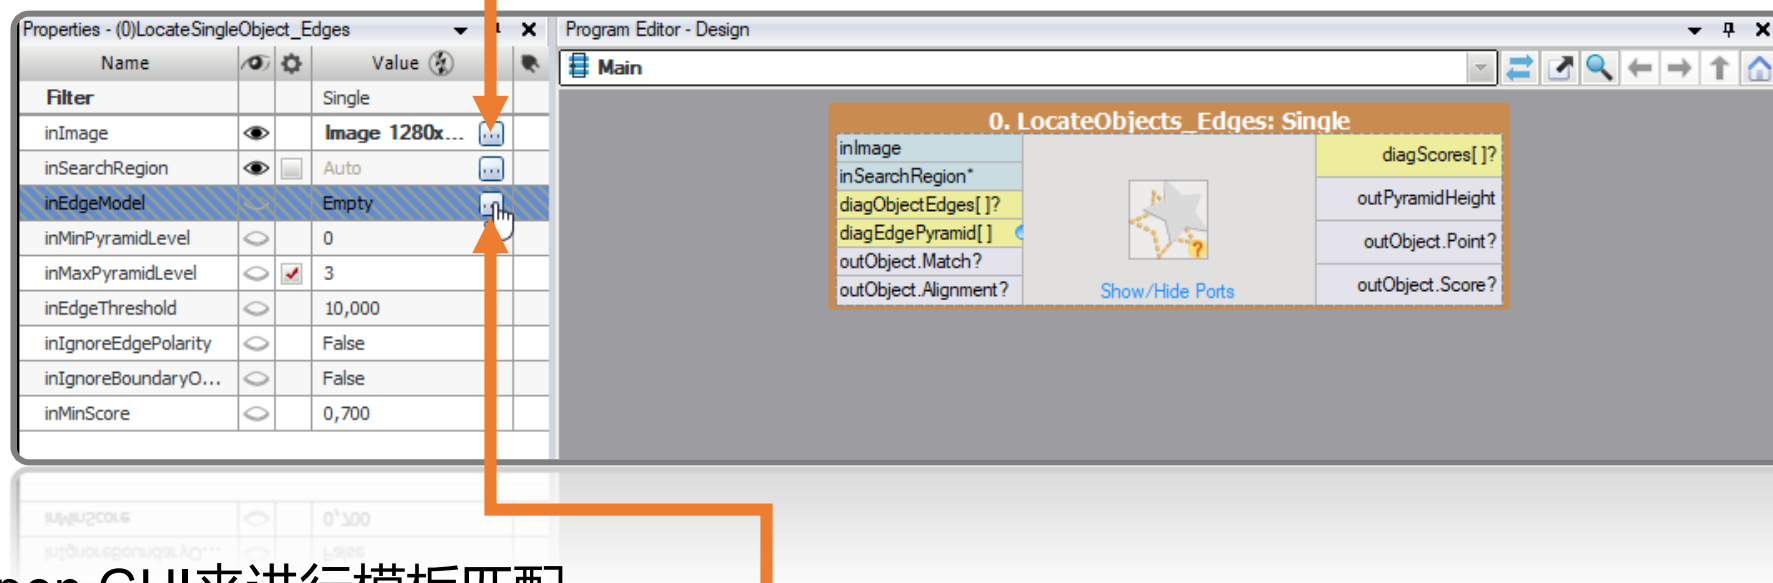 Properties - (0)LocateSingleObject_Edges
Name Value
Filter Single
inImage Image 1280x... ...
inSearchRegion Auto ...
inEdgeModel Empty
inMinPyramidLevel 0
inMaxPyramidLevel 3
inEdgeThreshold 10,000
inIgnoreEdgePolarity False
inIgnoreBoundaryO... False
inMinScore 0,700
Program Editor - Design
Main
0. LocateObjects_Edges: Single
inImage
inSearchRegion*
diagObjectEdges[ ]?
diagEdgePyramid[ ]
outObject.Match?
outObject.Alignment?
?
Show/Hide Ports
diagScores[ ]?
outPyramidHeight
outObject.Point?
outObject.Score?
GUI来进行模板匹配